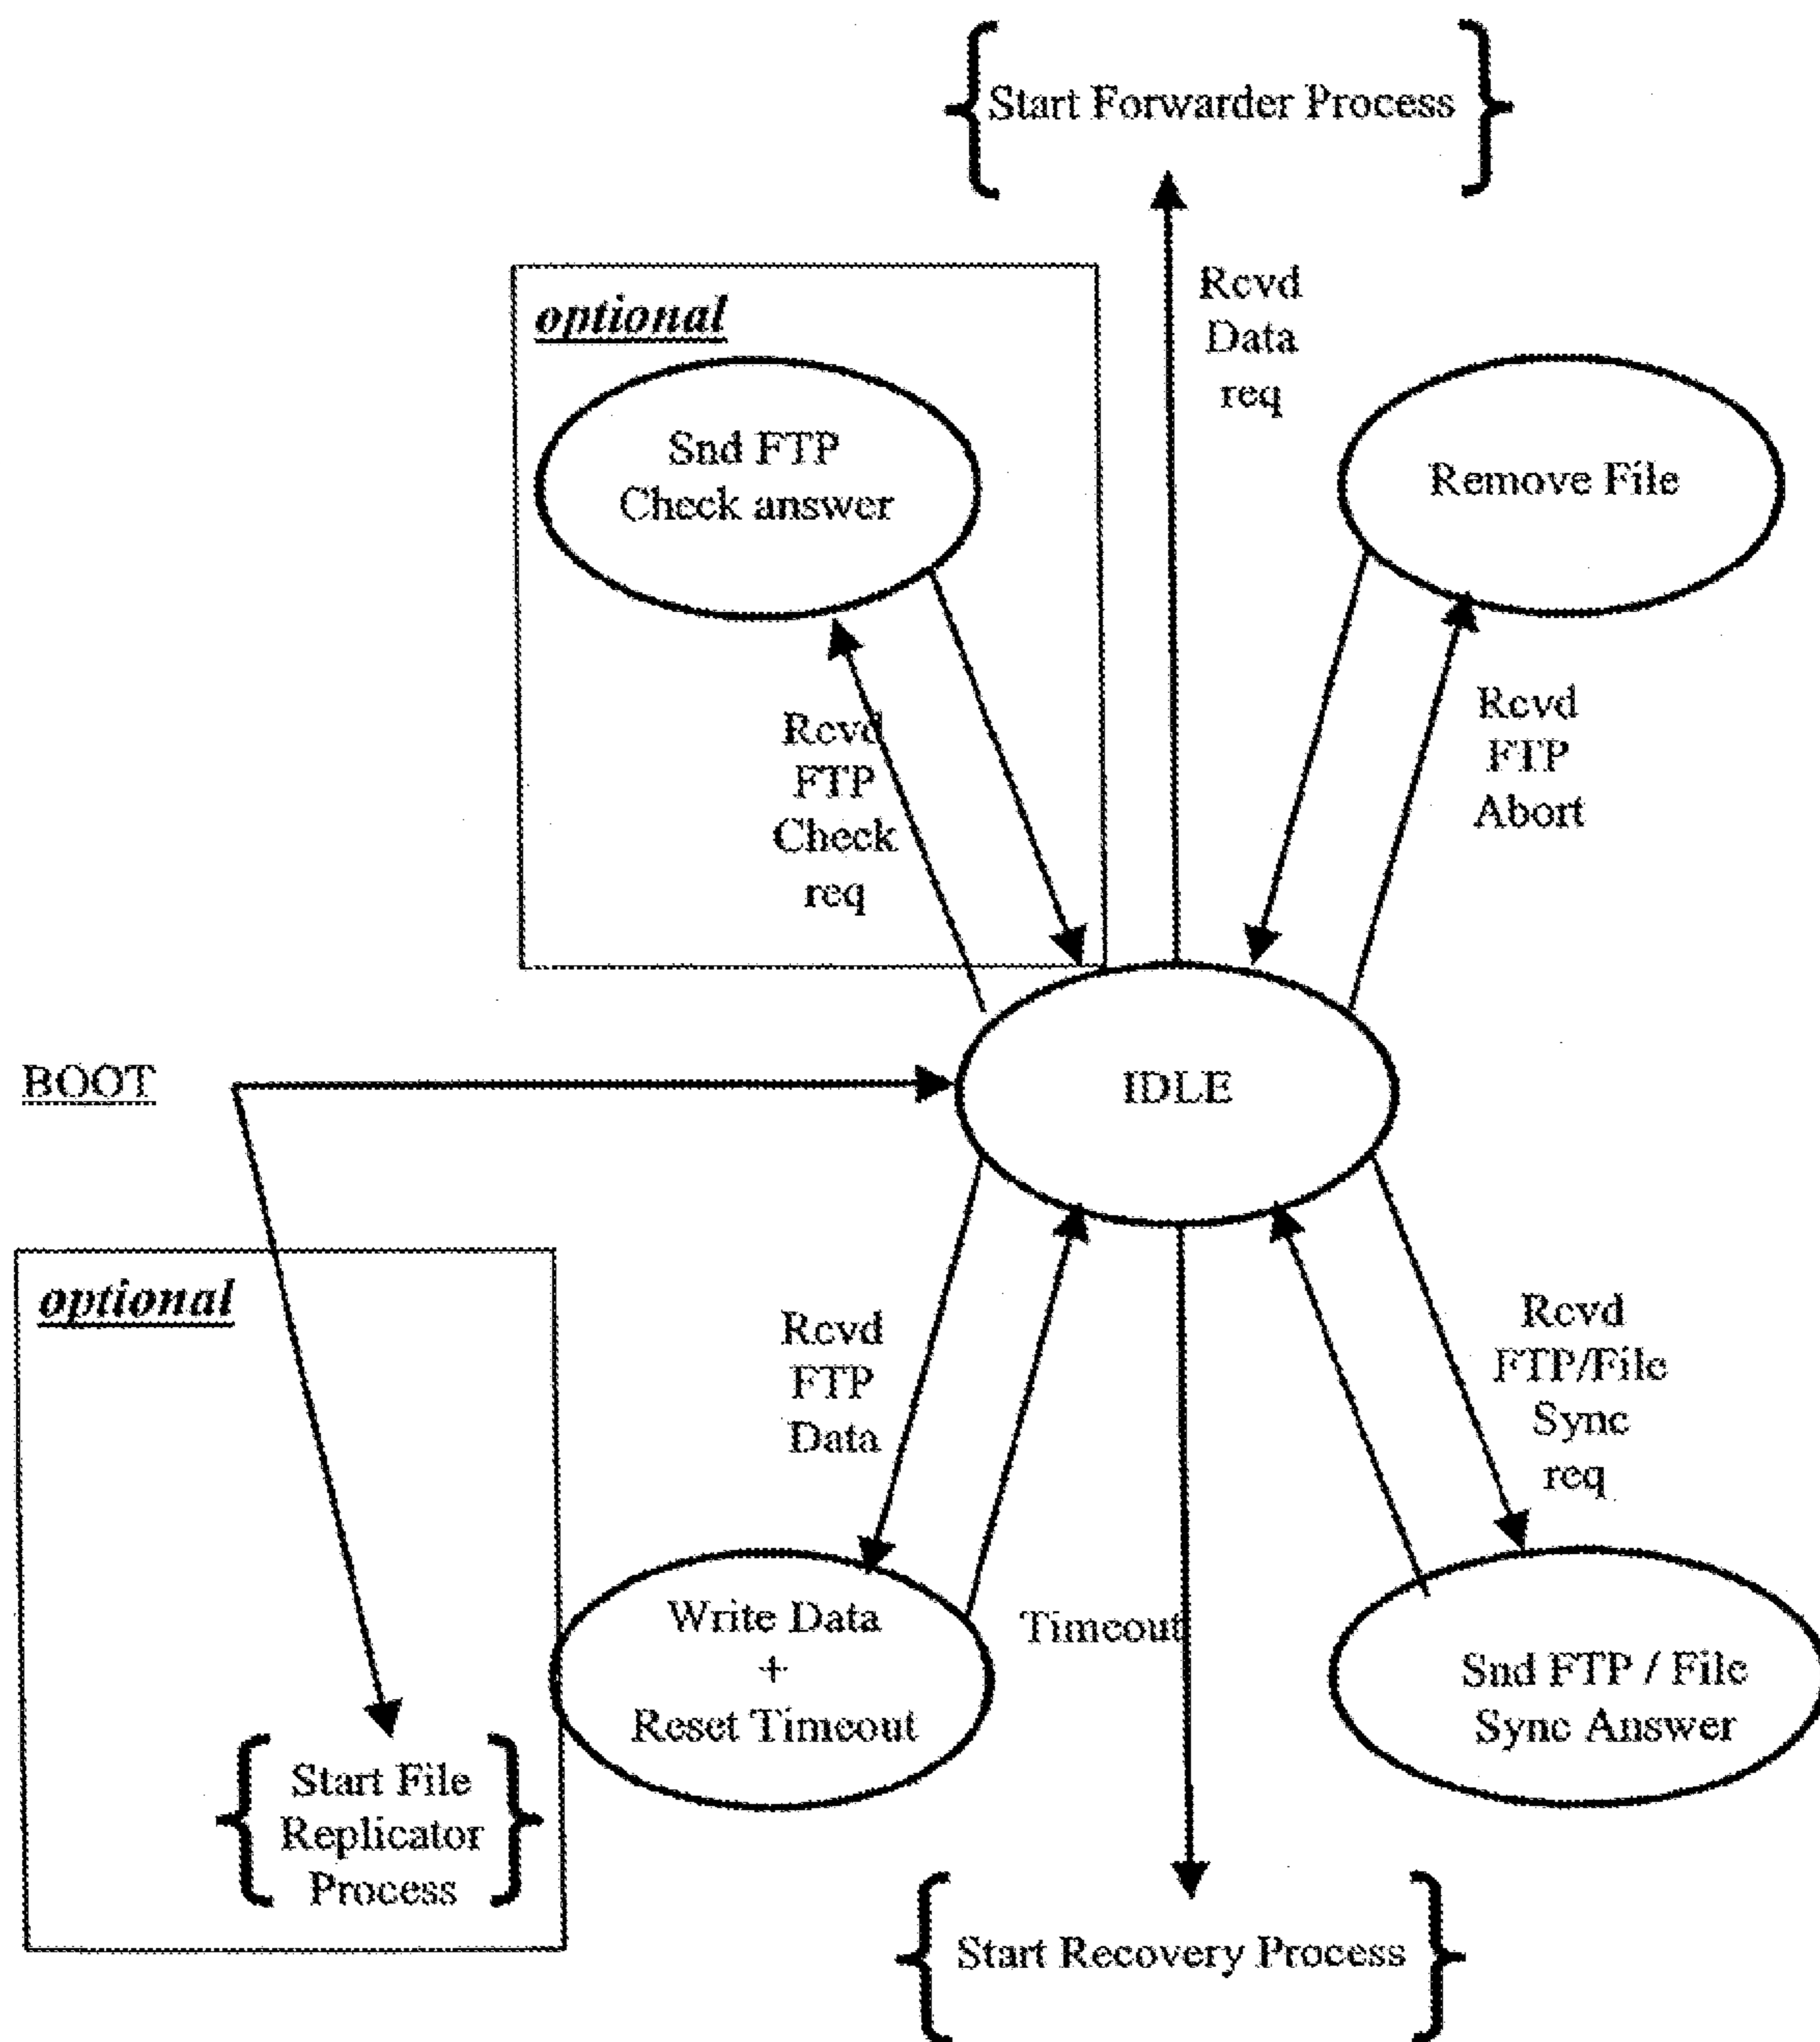 Start Forwarder Process
optional
Rcvd
Data
req
Snd FTP
Check answer
Remove File
Rcvd
FTP
Check
req
Rcvd
FTP
Abort
BOOT
IDLE
optional
Rcvd
FTP
Data
Rcvd
FTP/File
Sync
req
Write Data
+
Reset Timeout
Timeout
Snd FTP / File
Sync Answer
Start File
Replicator
Process
Start Recovery Process